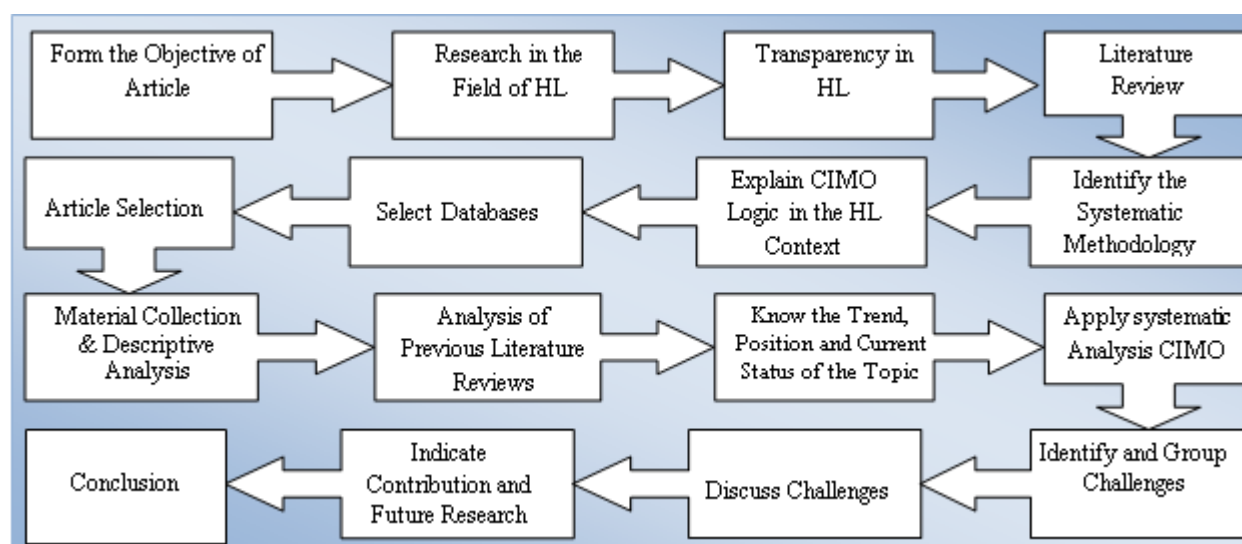 Form the Objective of
Article
Research in the
Field of HL
Transparency in
HL
Literature
Review
Identify the
Systematic
Methodology
Explain CIMO
Logic in the HL
Context
Select Databases
Article Selection
Material Collection
& Descriptive
Analysis
Analysis of
Previous Literature
Reviews
Know the Trend,
Position and Current
Status of the Topic
Apply systematic
Analysis CIMO
Identify and Group
Challenges
Discuss Challenges
Indicate
Contribution and
Future Research
Conclusion